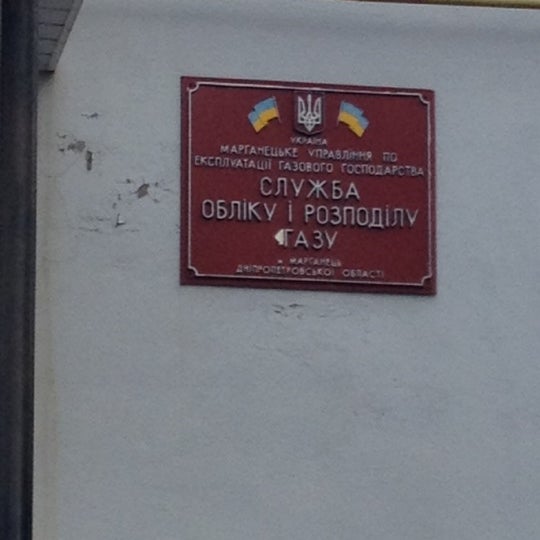 УКРАЇНА
МАРГАНЕЦЬКЕ УПРАВЛІННЯ ПО
ЕКСПЛУАТАЦІЇ ГАЗОВОГО ГОСПОДАРСТВА
СЛУЖБА
ОБЛІКУ І РОЗПОДІЛУ
ГАЗУ
м. МАРГАНЕЦЬ
ДНІПРОПЕТРОВСЬКОЇ ОБЛАСТІ